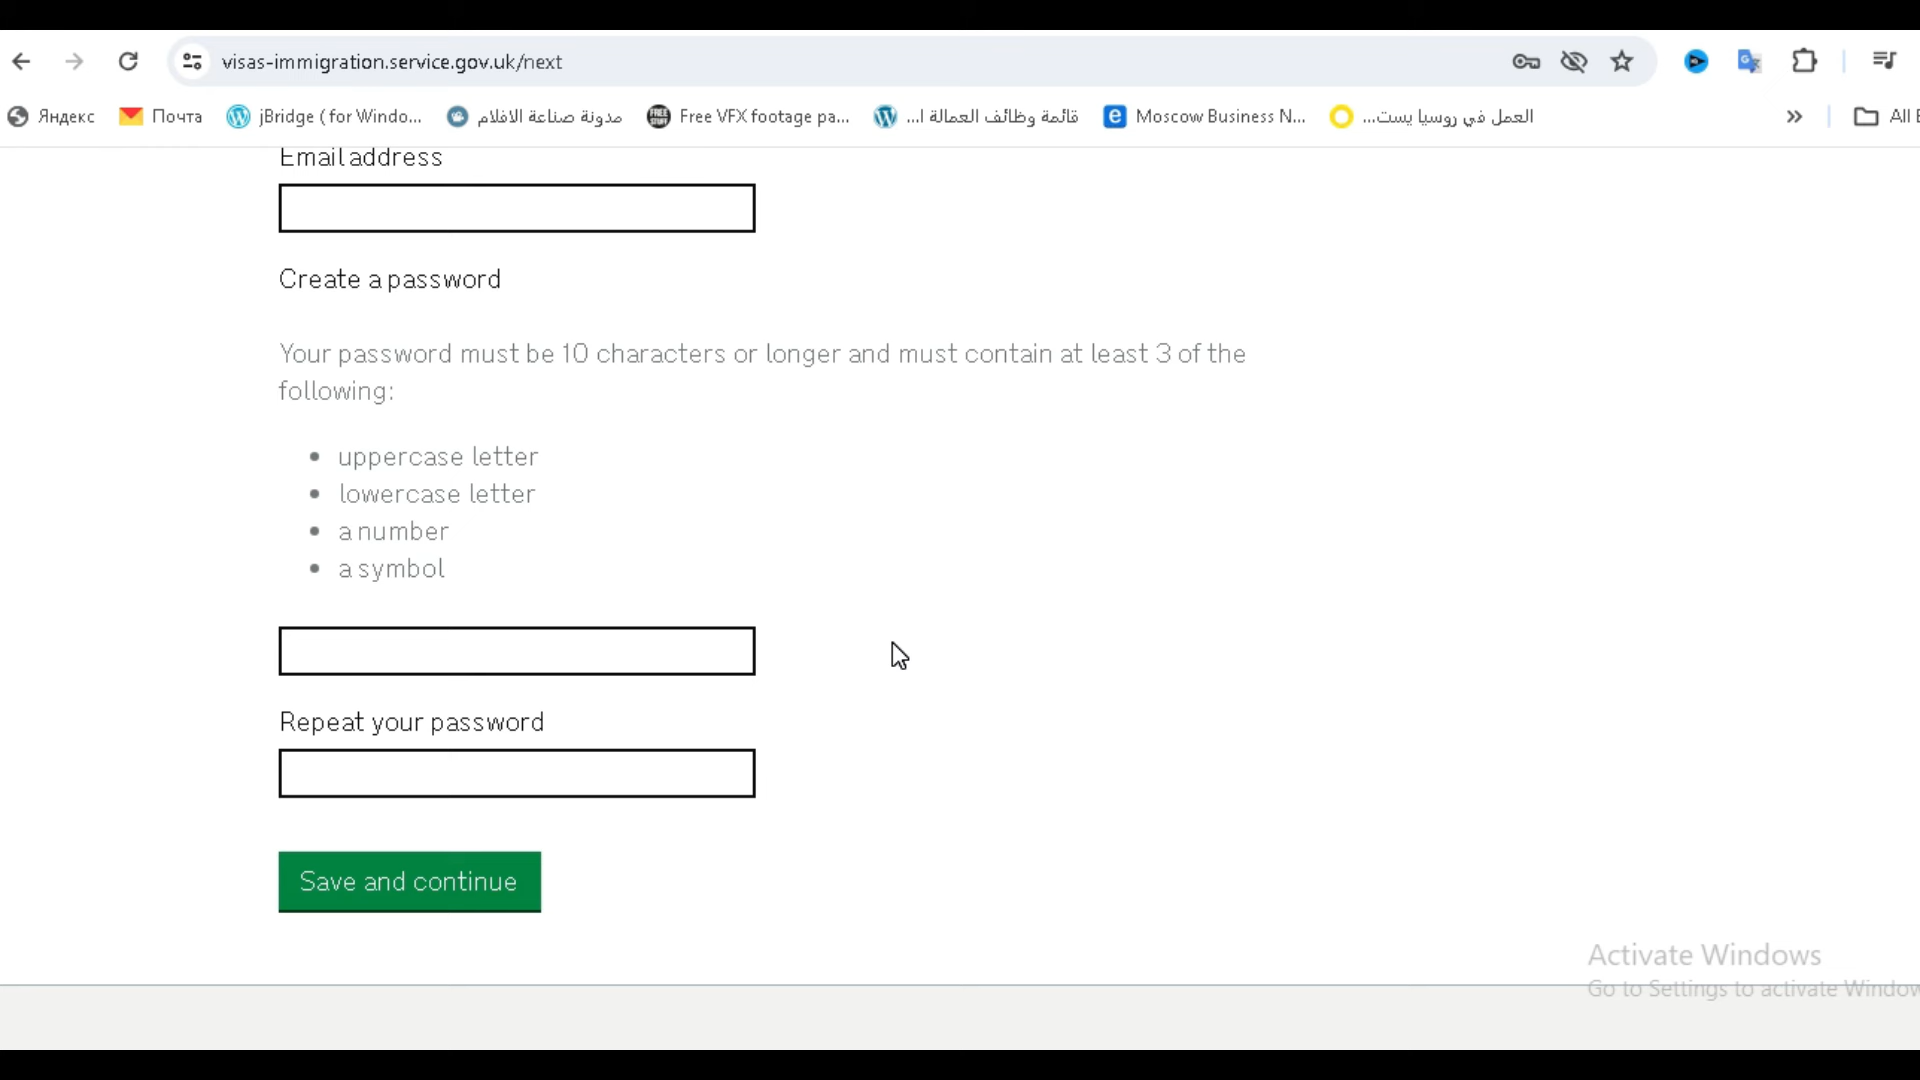 visas-immigration.service.gov.uk/next
Яндекс Почта jBridge ( for Windo... مدونة صناعة الافلام Free VFX footage pa... قائمة وظائف العمالة ا... Moscow Business N... العمل في روسيا يست... » All
Email address
Create a password
Your password must be 10 characters or longer and must contain at least 3 of the
following:
• uppercase letter
• lowercase letter
• a number
• a symbol
Repeat your password
Save and continue
Activate Windows
Go to Settings to activate Window